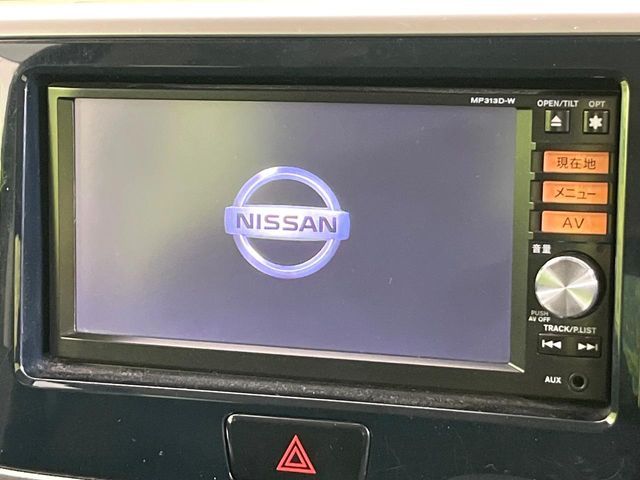 MP313D-W
OPEN/TILT OPT
現在地
メニュー
AV
音量
PUSH
AV OFF
TRACK/P.LIST
AUX
NISSAN